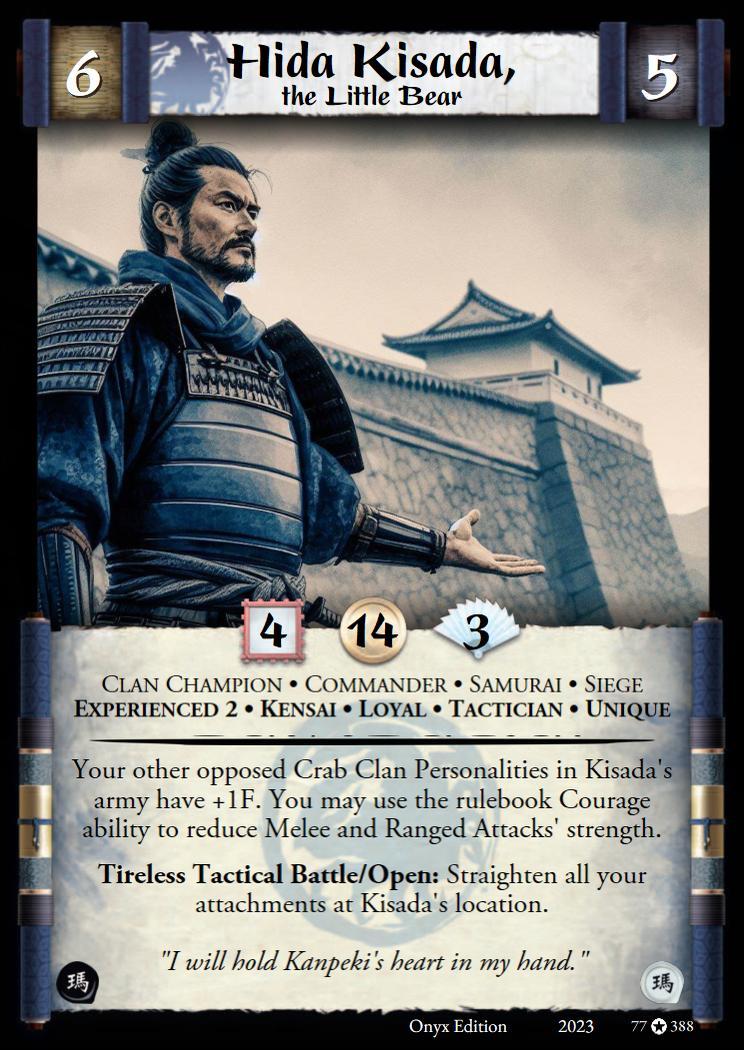 6
Hida Kisada,
5
the Little Bear
4
14
3
CLAN CHAMPION • COMMANDER • SAMURAI • SIEGE
EXPERIENCED 2 • KENSAI • LOYAL • TACTICIAN • UNIQUE
Your other opposed Crab Clan Personalities in Kisada's
army have +1F. You may use the rulebook Courage
ability to reduce Melee and Ranged Attacks' strength.
Tireless Tactical Battle/Open: Straighten all your
attachments at Kisada's location.
"I will hold Kanpeki's heart in my hand."
瑪
瑪
Onyx Edition 2023 77 ✪ 388